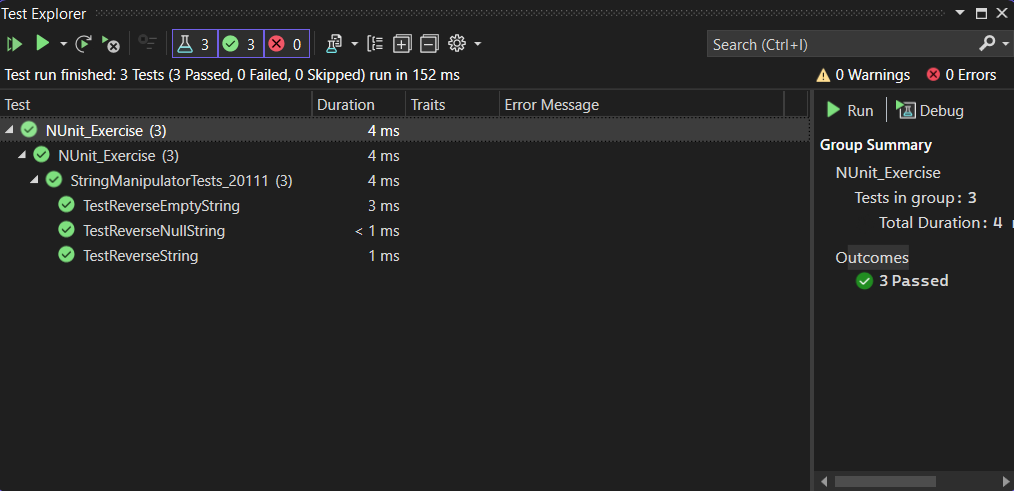 Test Explorer
3 3 0
Search (Ctrl+I)
Test run finished: 3 Tests (3 Passed, 0 Failed, 0 Skipped) run in 152 ms
0 Warnings 0 Errors
Test Duration Traits Error Message
NUnit_Exercise (3) 4 ms
NUnit_Exercise (3) 4 ms
StringManipulatorTests_20111 (3) 4 ms
TestReverseEmptyString 3 ms
TestReverseNullString < 1 ms
TestReverseString 1 ms
Run Debug
Group Summary
NUnit_Exercise
Tests in group: 3
Total Duration: 4
Outcomes
3 Passed